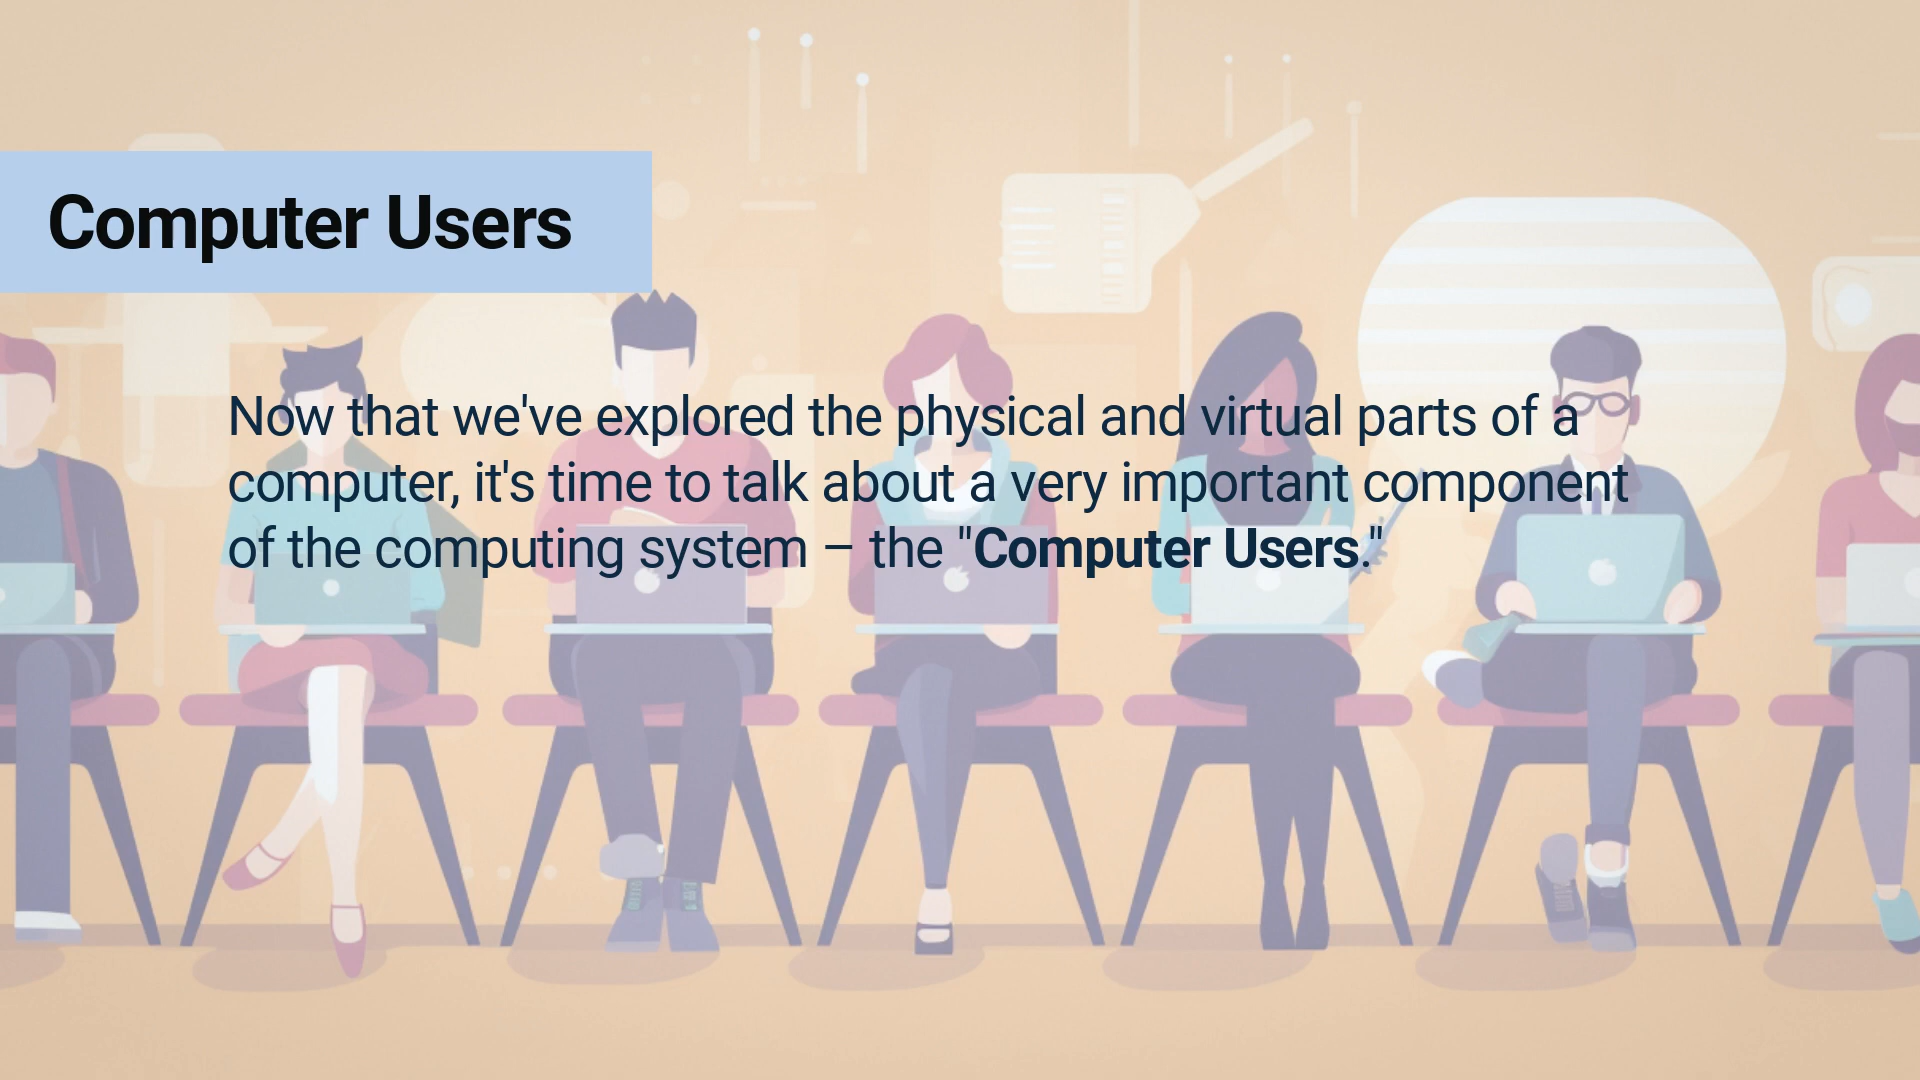 Computer Users
Now that we've explored the physical and virtual parts of a
computer, it's time to talk about a very important component
of the computing system – the "Computer Users."